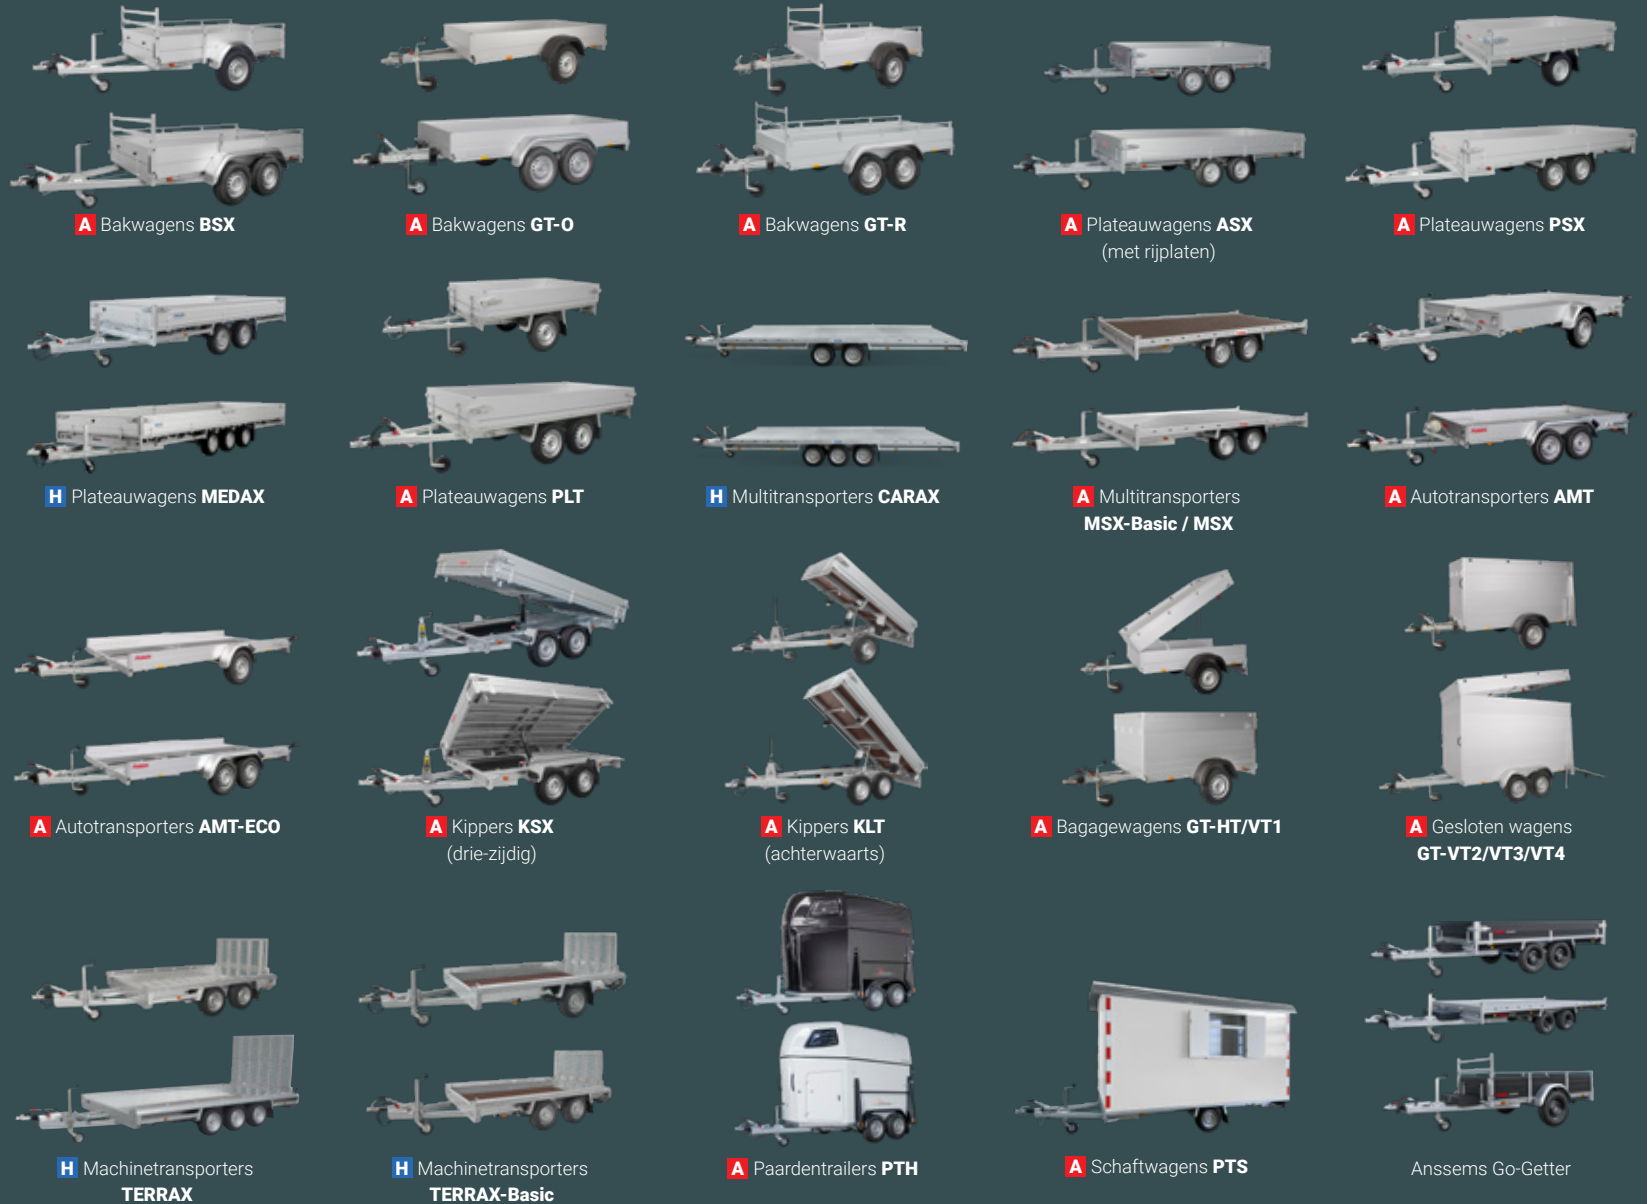 A Bakwagens BSX
A Bakwagens GT-O
A Bakwagens GT-R
A Plateauwagens ASX
(met rijplaten)
A Plateauwagens PSX
H Plateauwagens MEDAX
A Plateauwagens PLT
H Multitransporters CARAX
A Multitransporters
MSX-Basic / MSX
A Autotransporters AMT
A Autotransporters AMT-ECO
A Kippers KSX
(drie-zijdig)
A Kippers KLT
(achterwaarts)
A Bagagewagens GT-HT/VT1
A Gesloten wagens
GT-VT2/VT3/VT4
H Machinetransporters
TERRAX
H Machinetransporters
TERRAX-Basic
A Paardentrailers PTH
A Schaftwagens PTS
Anssems Go-Getter